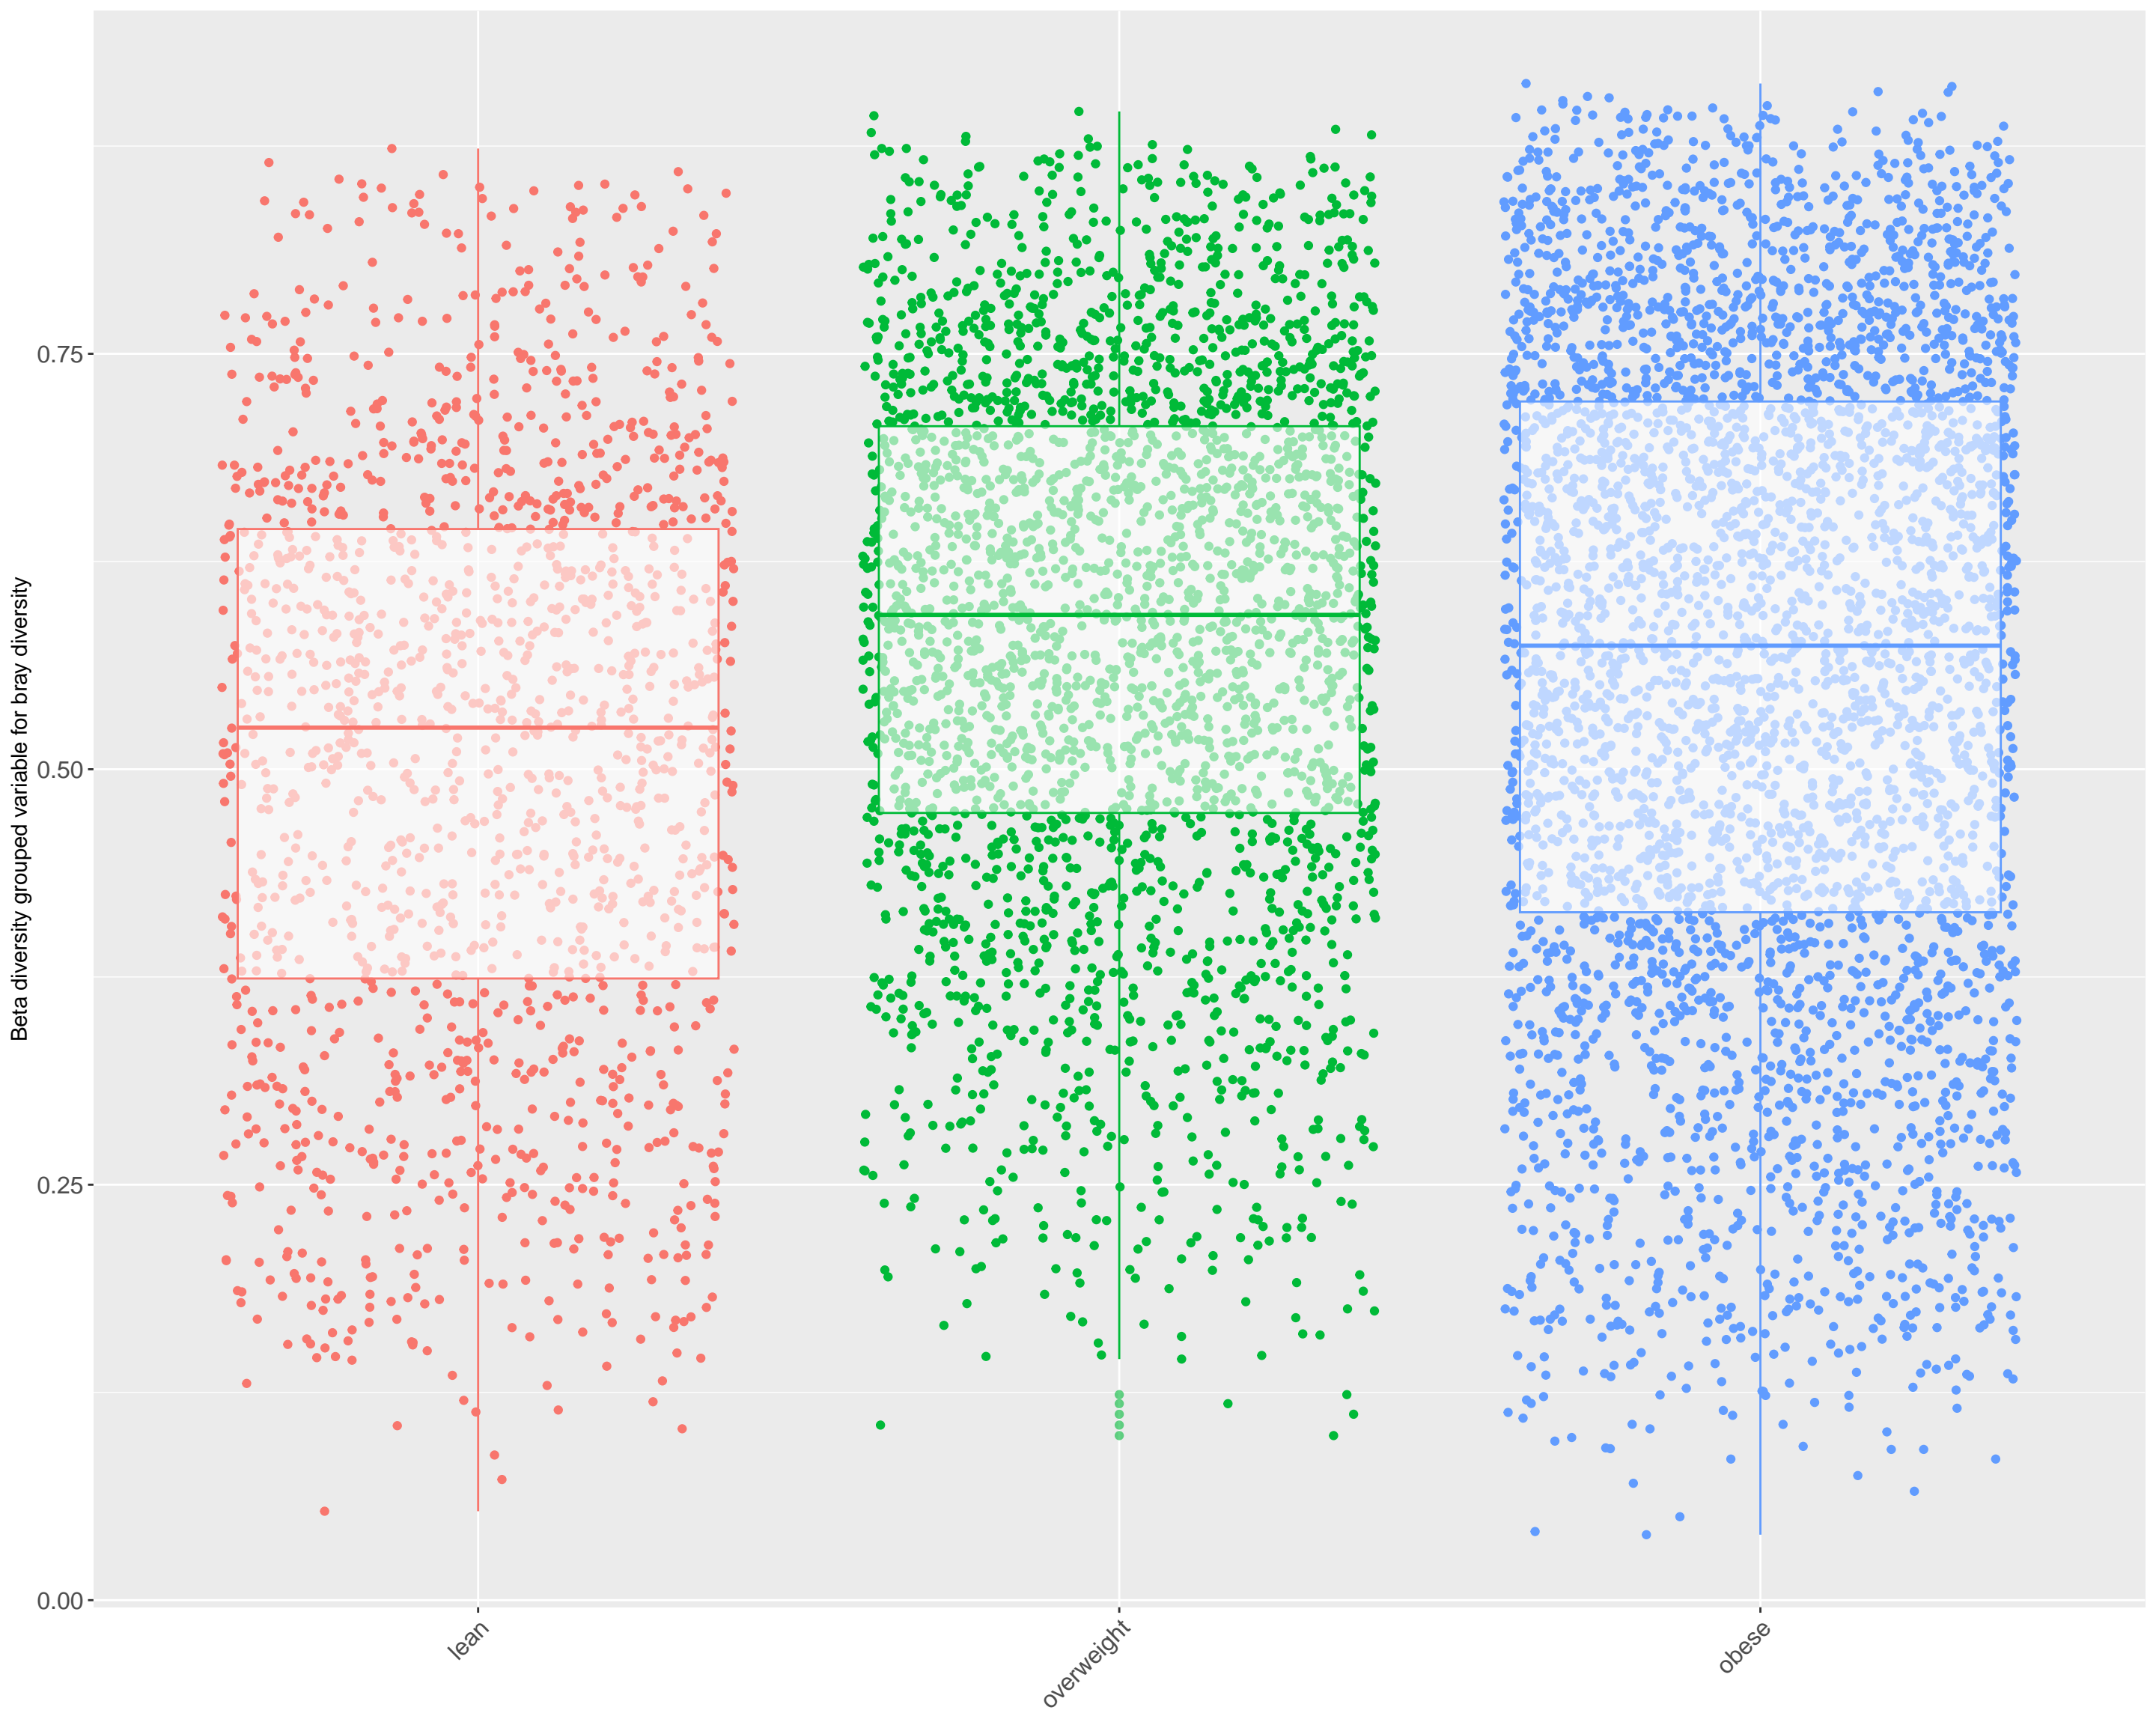 Beta diversity grouped variable for bray diversity
0.75
0.50
0.25
0.00
lean
overweight
obese